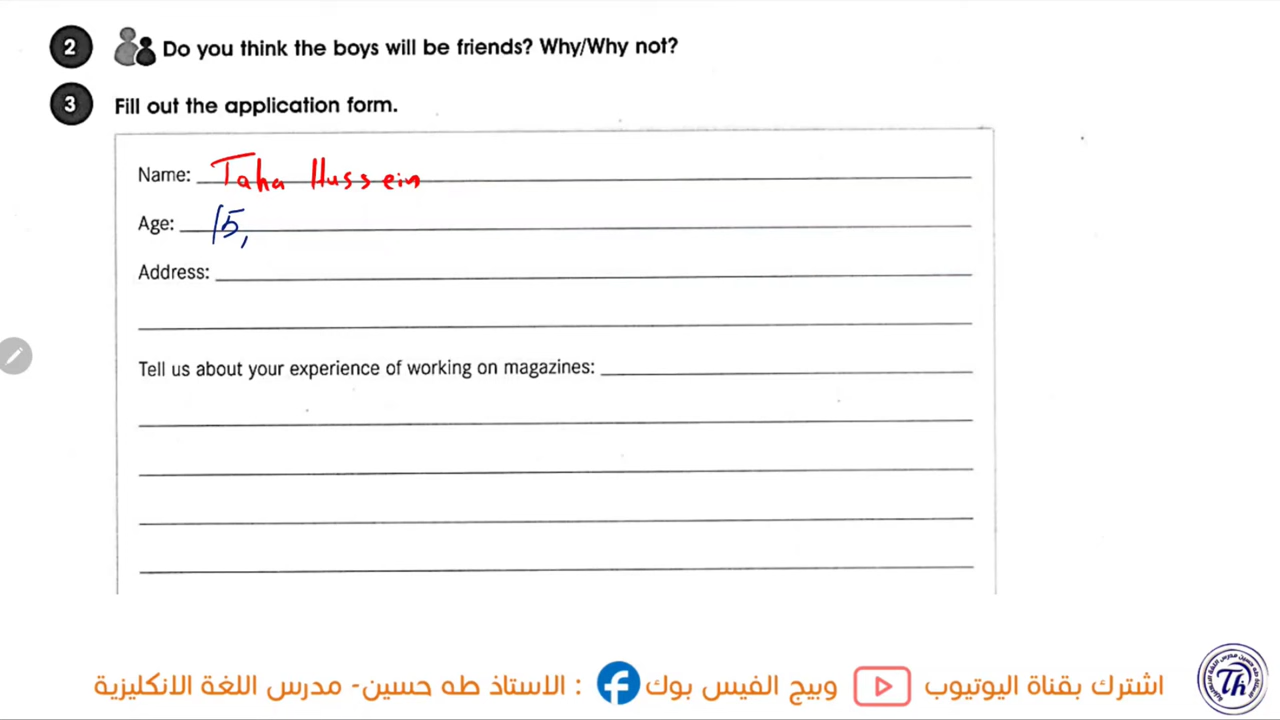 2 Do you think the boys will be friends? Why/Why not?
3 Fill out the application form.
Name: Taha Hussein
Age: 15,
Address:
Tell us about your experience of working on magazines:
اشترك بقناة اليوتيوب وبيج الفيس بوك : الاستاذ طه حسين- مدرس اللغة الانكليزية
Th